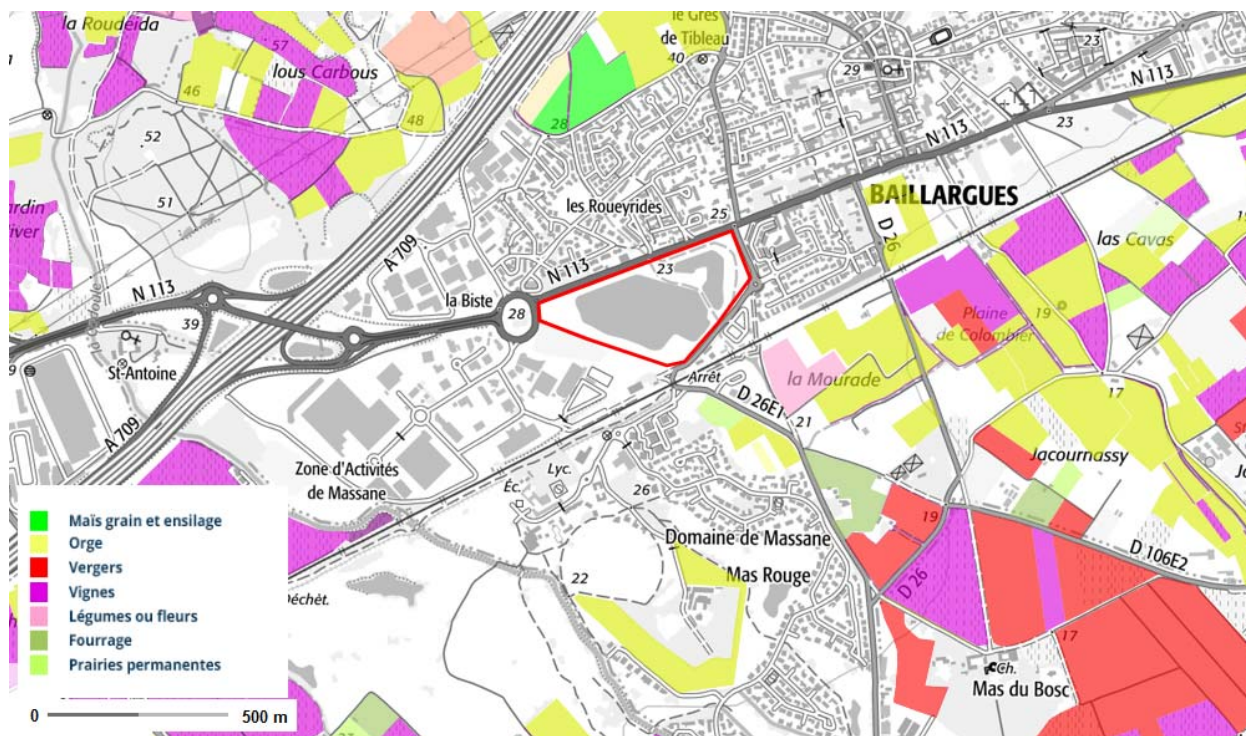 la Roudeida
57
lous Carbous
46
48
52
51
28
le Grès
de Tibleau
40
29
23
N 113
23
BAILLARGUES
les Roueyrides
25
D 26
las Cavas
A 709
N 113
23
la Biste
28
N 113
39
St-Antoine
A 709
Plaine
de Colombier
19
la Mourade
Arrêt
D 26E1
21
17
Zone d'Activités
de Massane
Lyc.
Éc.
26
Jacournassy
19
Domaine de Massane
Mas Rouge
22
D 106E2
D 26
17
Ch.
Mas du Bosc
Déchèt.
Maïs grain et ensilage
Orge
Vergers
Vignes
Légumes ou fleurs
Fourrage
Prairies permanentes
0 500 m